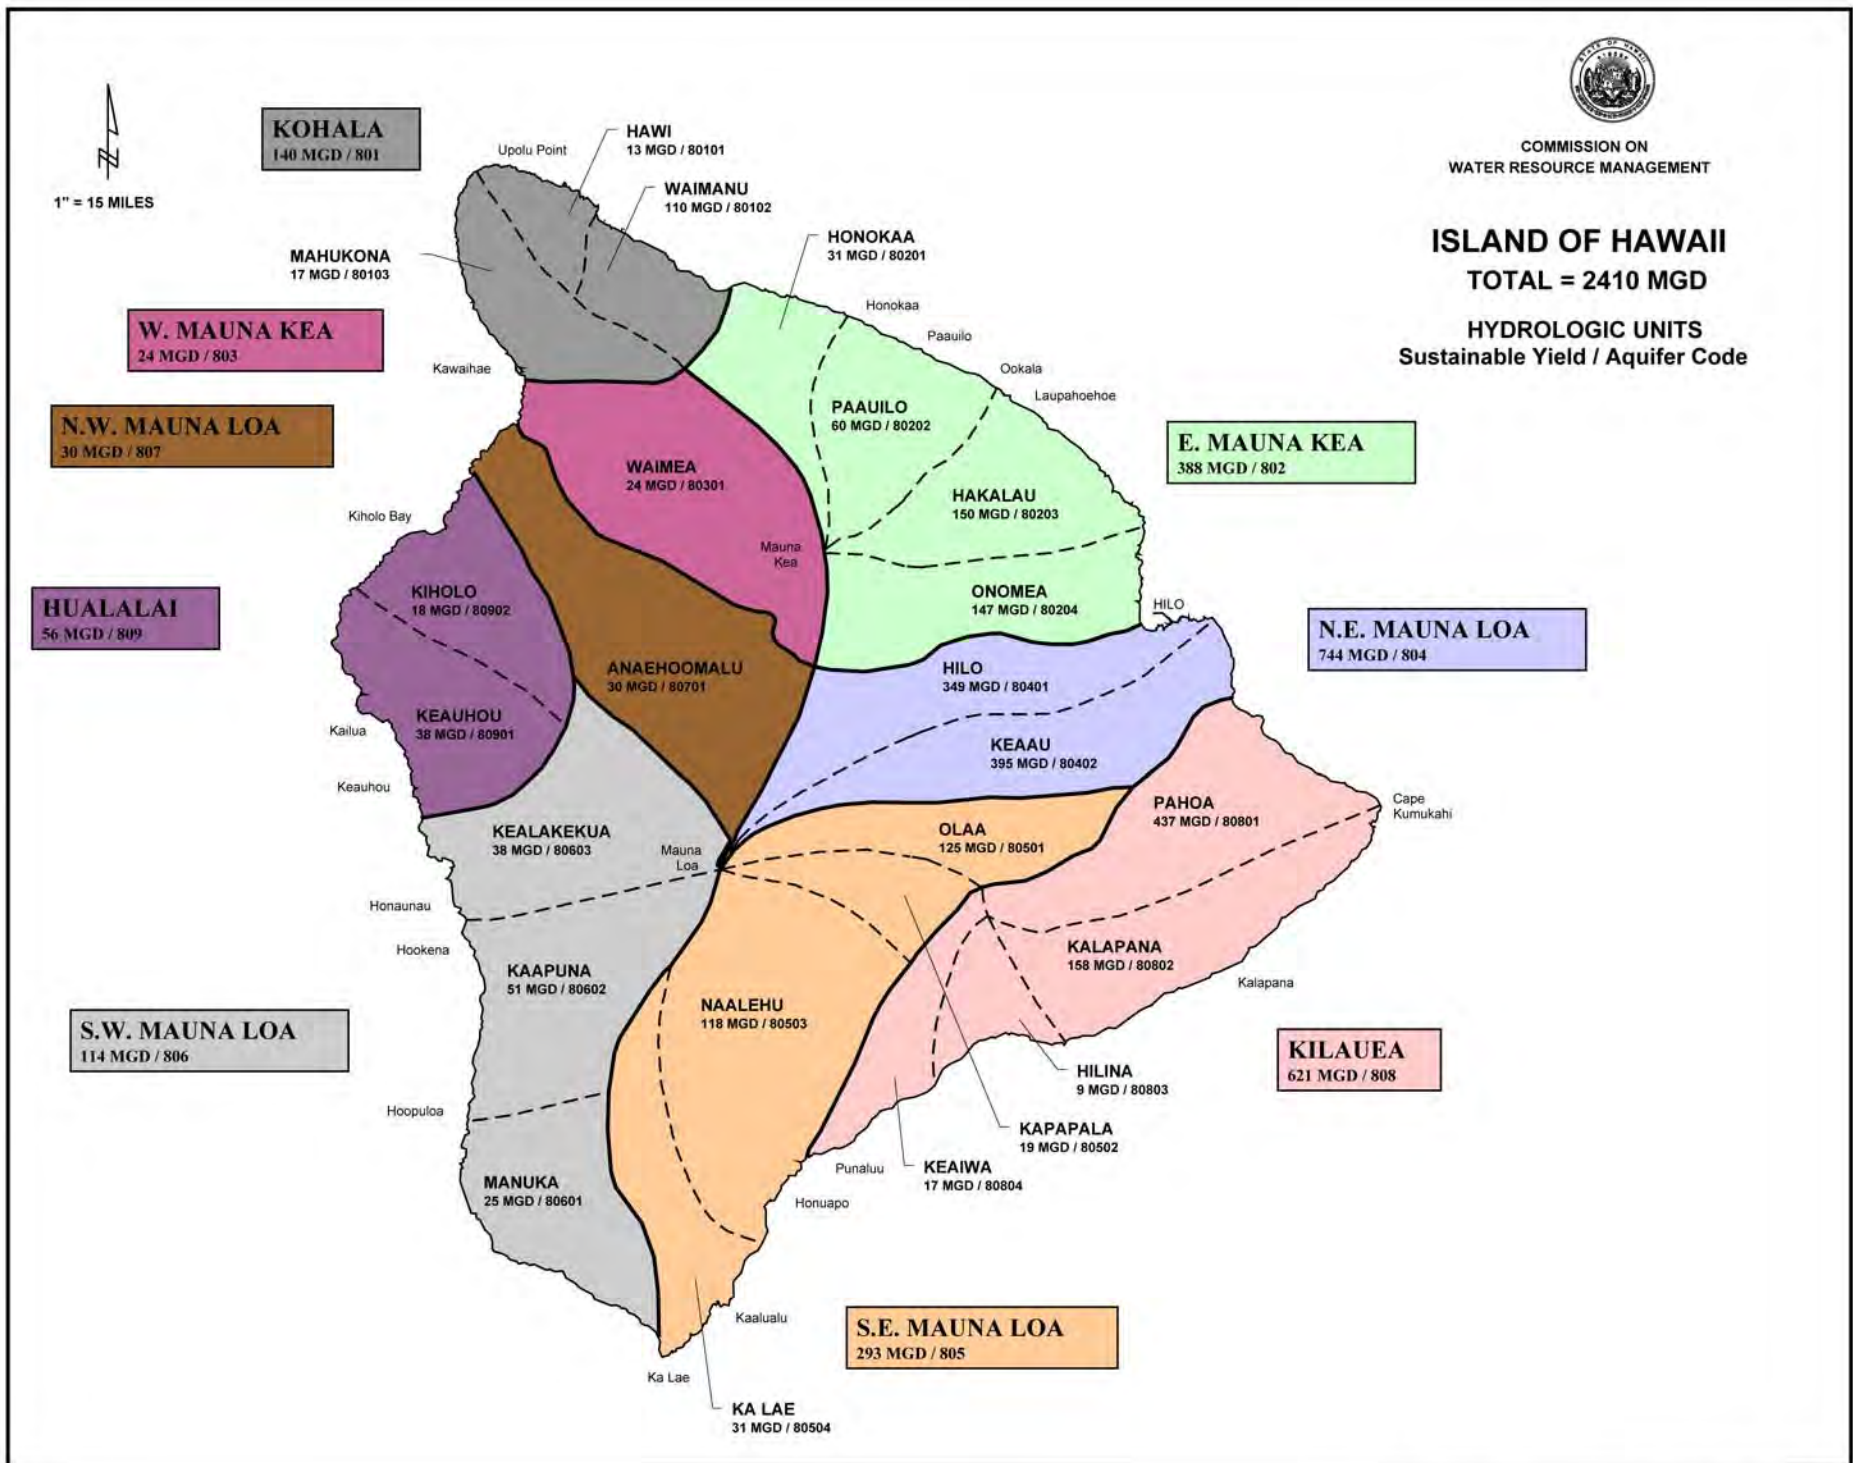 STATE OF HAWAII
COMMISSION ON
WATER RESOURCE MANAGEMENT
ISLAND OF HAWAII
TOTAL = 2410 MGD
HYDROLOGIC UNITS
Sustainable Yield / Aquifer Code
1" = 15 MILES
KOHALA
140 MGD / 801
Upolu Point
HAWI
13 MGD / 80101
WAIMANU
110 MGD / 80102
MAHUKONA
17 MGD / 80103
HONOKAA
31 MGD / 80201
W. MAUNA KEA
24 MGD / 803
Kawaihae
Honokaa
Paauilo
Ookala
Laupahoehoe
N.W. MAUNA LOA
30 MGD / 807
PAAUILO
60 MGD / 80202
E. MAUNA KEA
388 MGD / 802
WAIMEA
24 MGD / 80301
HAKALAU
150 MGD / 80203
Kiholo Bay
Mauna
Kea
HUALALAI
56 MGD / 809
KIHOLO
18 MGD / 80902
ONOMEA
147 MGD / 80204
HILO
N.E. MAUNA LOA
744 MGD / 804
ANAEHOOMALU
30 MGD / 80701
HILO
349 MGD / 80401
Kailua
KEAUHOU
38 MGD / 80901
KEAAU
395 MGD / 80402
Keauhou
KEALAKEKUA
38 MGD / 80603
Mauna
Loa
OLAA
125 MGD / 80501
PAHOA
437 MGD / 80801
Cape
Kumukahi
Honaunau
Hookena
KAAPUNA
51 MGD / 80602
KALAPANA
158 MGD / 80802
Kalapana
S.W. MAUNA LOA
114 MGD / 806
NAALEHU
118 MGD / 80503
KILAUEA
621 MGD / 808
HILINA
9 MGD / 80803
Hoopuloa
KAPAPALA
19 MGD / 80502
Punaluu
KEAIWA
17 MGD / 80804
MANUKA
25 MGD / 80601
Honuapo
Kaalualu
S.E. MAUNA LOA
293 MGD / 805
Ka Lae
KA LAE
31 MGD / 80504